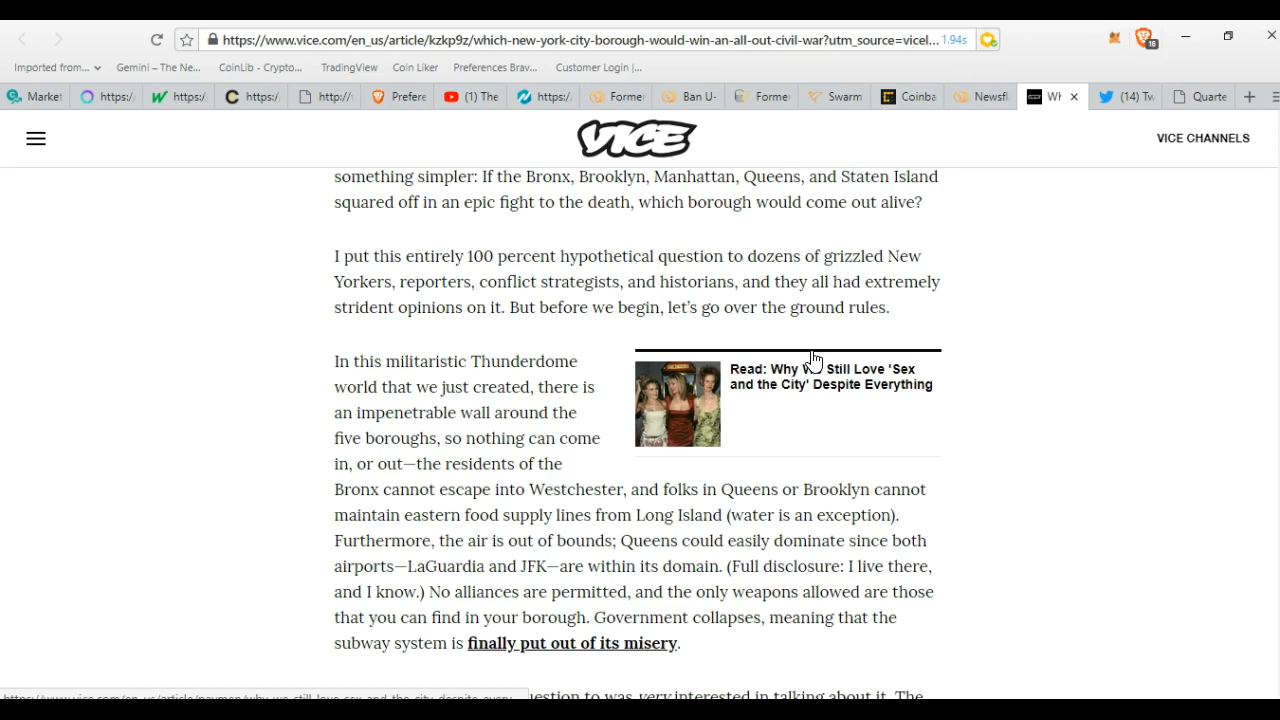 https://www.vice.com/en_us/article/kzkp9z/which-new-york-city-borough-would-win-an-all-out-civil-war?utm_source=vicel... 1.94s
16
Imported from... Gemini – The Ne... CoinLib - Crypto... TradingView Coin Liker Preferences Brav... Customer Login |...
Market https:/ https:/ https:/ http:// Prefere (1) The https:/ Forme Ban U- Forme Swarm Coinba Newsfl Wh (14) Tw Quarte
VICE
VICE CHANNELS
something simpler: If the Bronx, Brooklyn, Manhattan, Queens, and Staten Island
squared off in an epic fight to the death, which borough would come out alive?
I put this entirely 100 percent hypothetical question to dozens of grizzled New
Yorkers, reporters, conflict strategists, and historians, and they all had extremely
strident opinions on it. But before we begin, let's go over the ground rules.
In this militaristic Thunderdome
world that we just created, there is
an impenetrable wall around the
five boroughs, so nothing can come
in, or out—the residents of the
Read: Why We Still Love 'Sex
and the City' Despite Everything
Bronx cannot escape into Westchester, and folks in Queens or Brooklyn cannot
maintain eastern food supply lines from Long Island (water is an exception).
Furthermore, the air is out of bounds; Queens could easily dominate since both
airports—LaGuardia and JFK—are within its domain. (Full disclosure: I live there,
and I know.) No alliances are permitted, and the only weapons allowed are those
that you can find in your borough. Government collapses, meaning that the
subway system is finally put out of its misery.
uestion to was very interested in talking about it. The